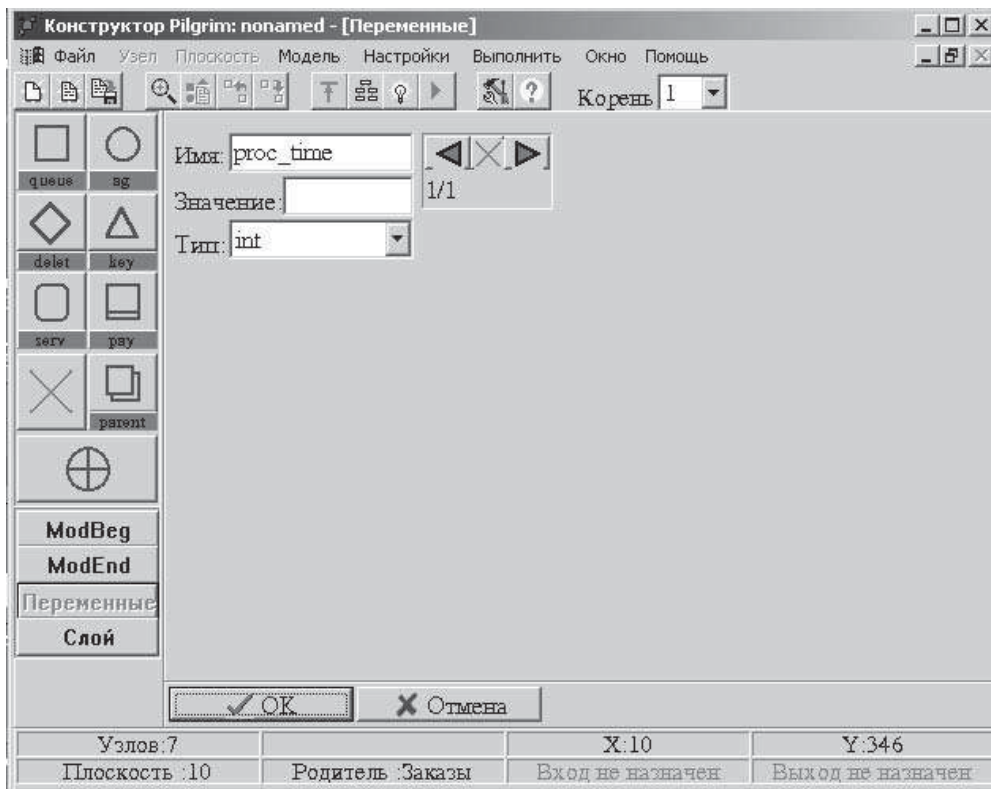 Конструктор Pilgrim: nonamed - [Переменные]
Файл Узел Плоскость Модель Настройки Выполнить Окно Помощь
Корень 1
queue ag
Имя: proc_time
1/1
Значение:
Тип: int
delet key
serv pay
parent
ModBeg
ModEnd
Переменные
Слой
OK Отмена
Узлов:7 X:10 Y:346
Плоскость :10 Родитель :Заказы Вход не назначен Выход не назначен